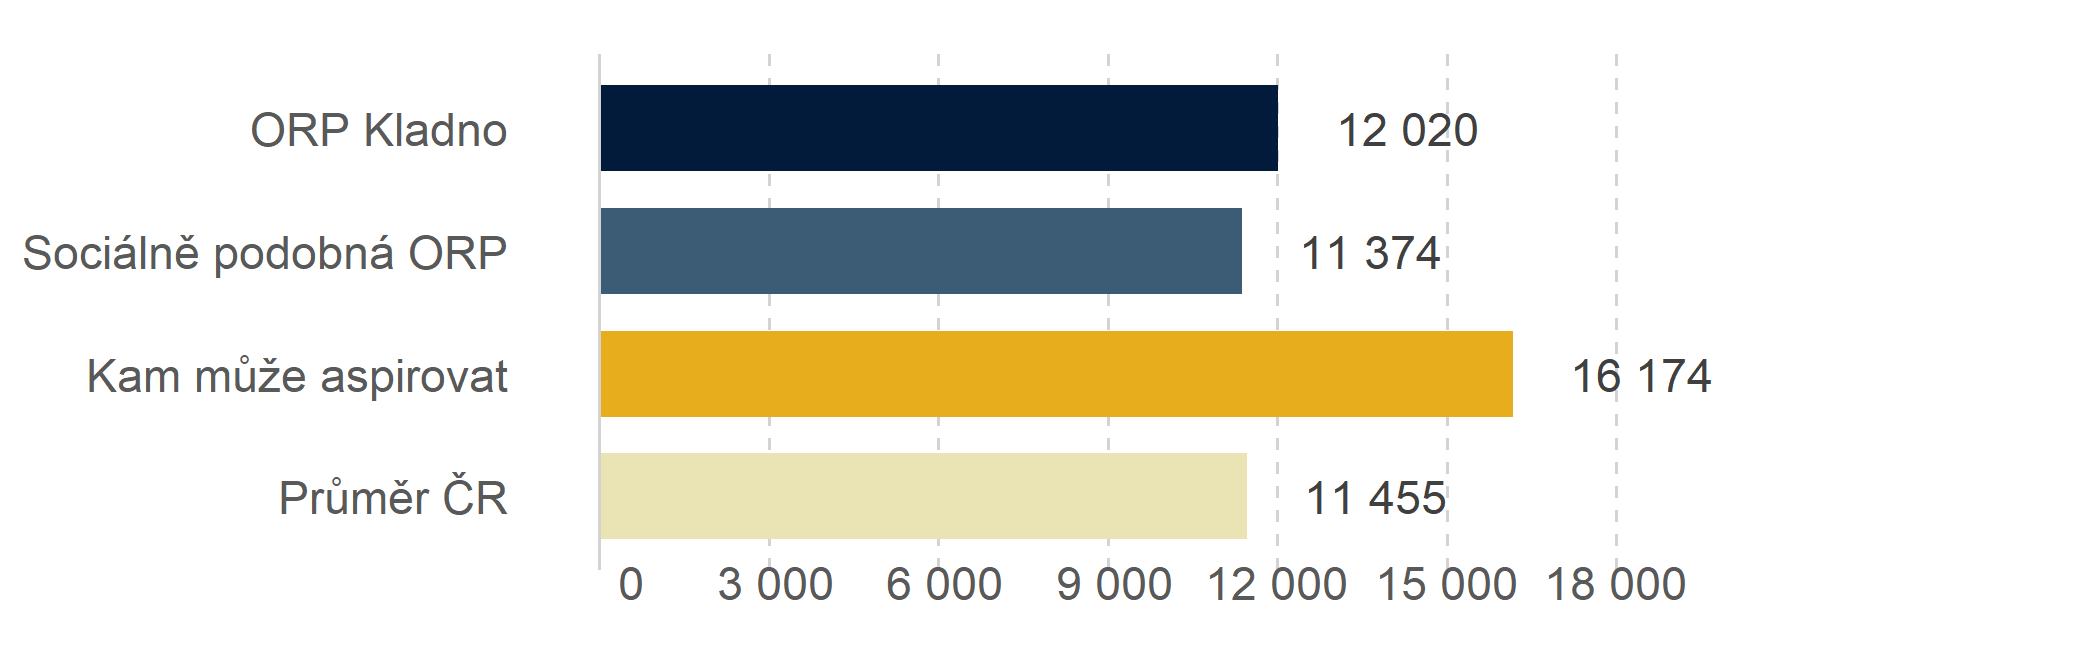 ORP Kladno 12 020
Sociálně podobná ORP 11 374
Kam může aspirovat 16 174
Průměr ČR 11 455
0 3 000 6 000 9 000 12 000 15 000 18 000